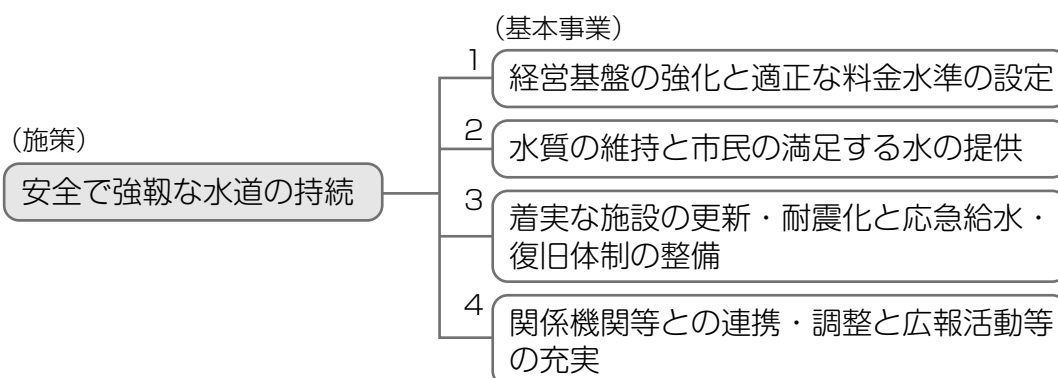 （基本事業）
1
経営基盤の強化と適正な料金水準の設定
（施策）
2
水質の維持と市民の満足する水の提供
安全で強靱な水道の持続
3
着実な施設の更新・耐震化と応急給水・
復旧体制の整備
4
関係機関等との連携・調整と広報活動等
の充実